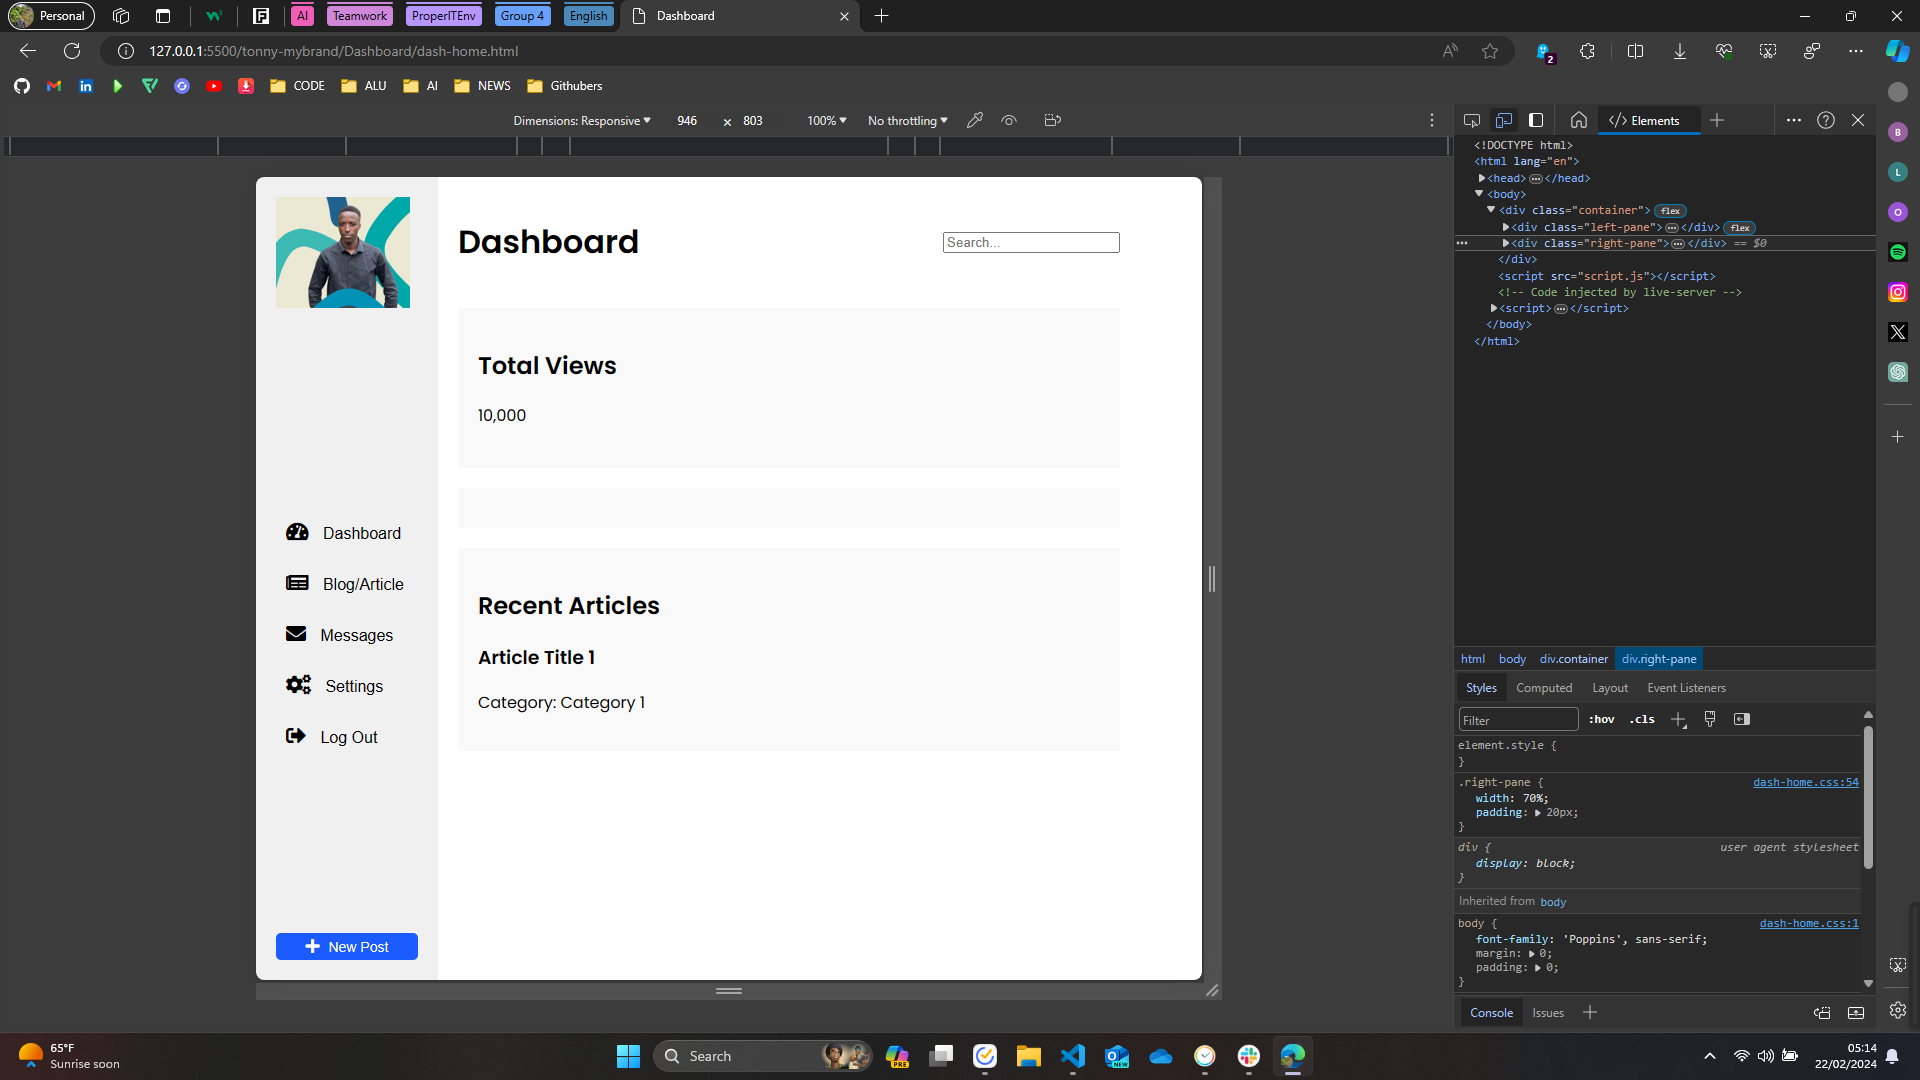 Personal
AI
Teamwork
ProperITEnv
Group 4
English
Dashboard
127.0.0.1:5500/tonny-mybrand/Dashboard/dash-home.html
2
CODE
ALU
AI
NEWS
Githubers
Dimensions: Responsive
946
x
803
100%
No throttling
Elements
Dashboard
Search...
Total Views
10,000
Recent Articles
Article Title 1
Category: Category 1
Dashboard
Blog/Article
Messages
Settings
Log Out
New Post
<!DOCTYPE html>
<html lang="en">
<head> ••• </head>
<body>
<div class="container"> flex
<div class="left-pane"> ••• </div> flex
<div class="right-pane"> ••• </div> == $0
</div>
<script src="script.js"></script>
<!-- Code injected by live-server -->
<script> ••• </script>
</body>
</html>
html
body
div.container
div.right-pane
Styles
Computed
Layout
Event Listeners
Filter
:hov
.cls
element.style {
}
.right-pane {
dash-home.css:54
width: 70%;
padding: 20px;
}
div {
user agent stylesheet
display: block;
}
Inherited from body
body {
dash-home.css:1
font-family: 'Poppins', sans-serif;
margin: 0;
padding: 0;
}
Console
Issues
B
L
O
65°F
Sunrise soon
Search
PRE
NEW
05:14
22/02/2024